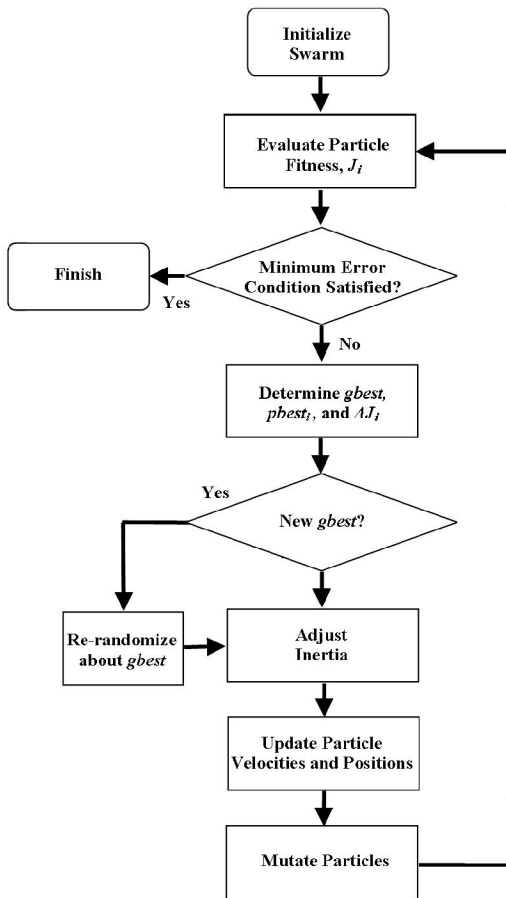 Initialize
Swarm
Evaluate Particle
Fitness, Jᵢ
Minimum Error
Condition Satisfied?
Finish
Yes
No
Determine gbest,
pbestᵢ, and ΔJᵢ
Yes
New gbest?
Re-randomize
about gbest
Adjust
Inertia
Update Particle
Velocities and Positions
Mutate Particles